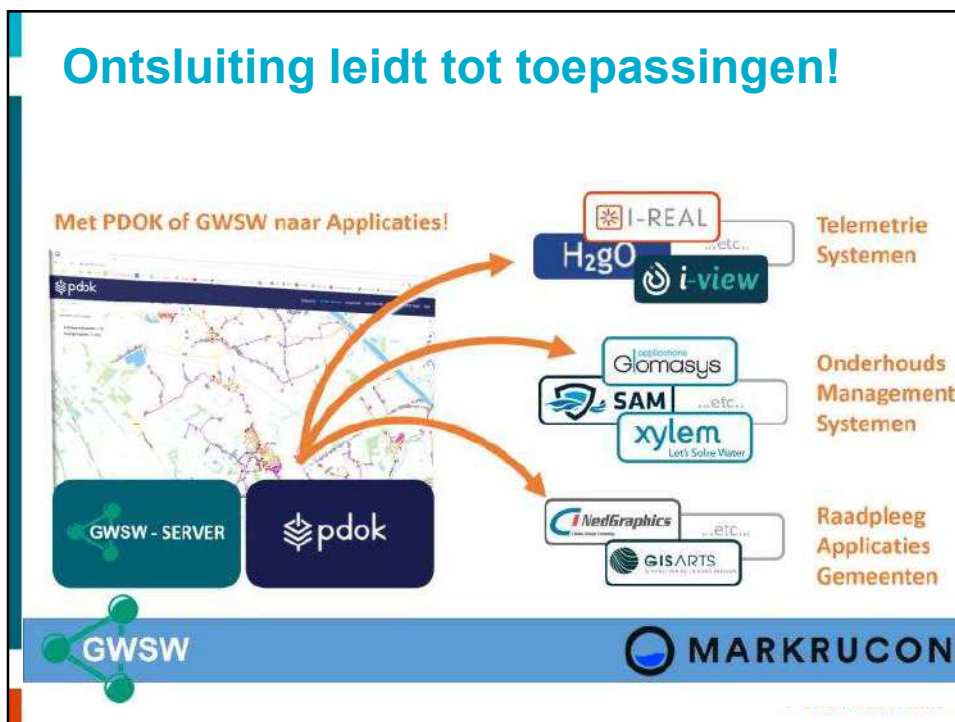 Ontsluiting leidt tot toepassingen!
Met PDOK of GWSW naar Applicaties!
pdok
GWSW - SERVER
pdok
I-REAL
...etc..
H₂gO
i-view
Telemetrie
Systemen
applications
Glomasys
SAM
...etc..
xylem
Let's Solve Water
Onderhouds
Management
Systemen
NedGraphics
...etc...
GISARTS
Raadpleeg
Applicaties
Gemeenten
GWSW
MARKRUCON